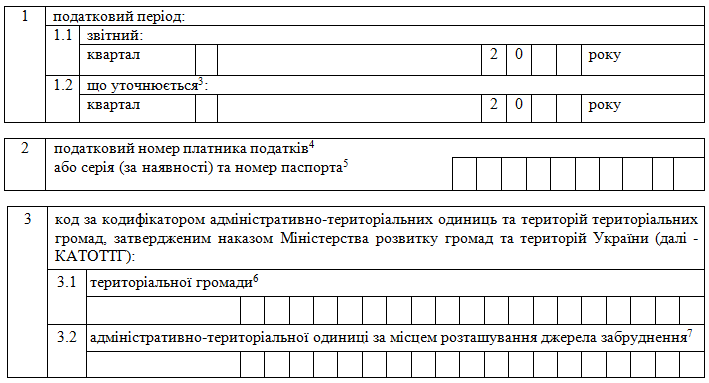 1 податковий період:
1.1 звітний:
квартал 2 0 року
1.2 що уточнюється3:
квартал 2 0 року
2 податковий номер платника податків4
або серія (за наявності) та номер паспорта5
3 код за кодифікатором адміністративно-територіальних одиниць та територій територіальних
громад, затвердженим наказом Міністерства розвитку громад та територій України (далі -
КАТОТТГ):
3.1 територіальної громади6
3.2 адміністративно-територіальної одиниці за місцем розташування джерела забруднення7